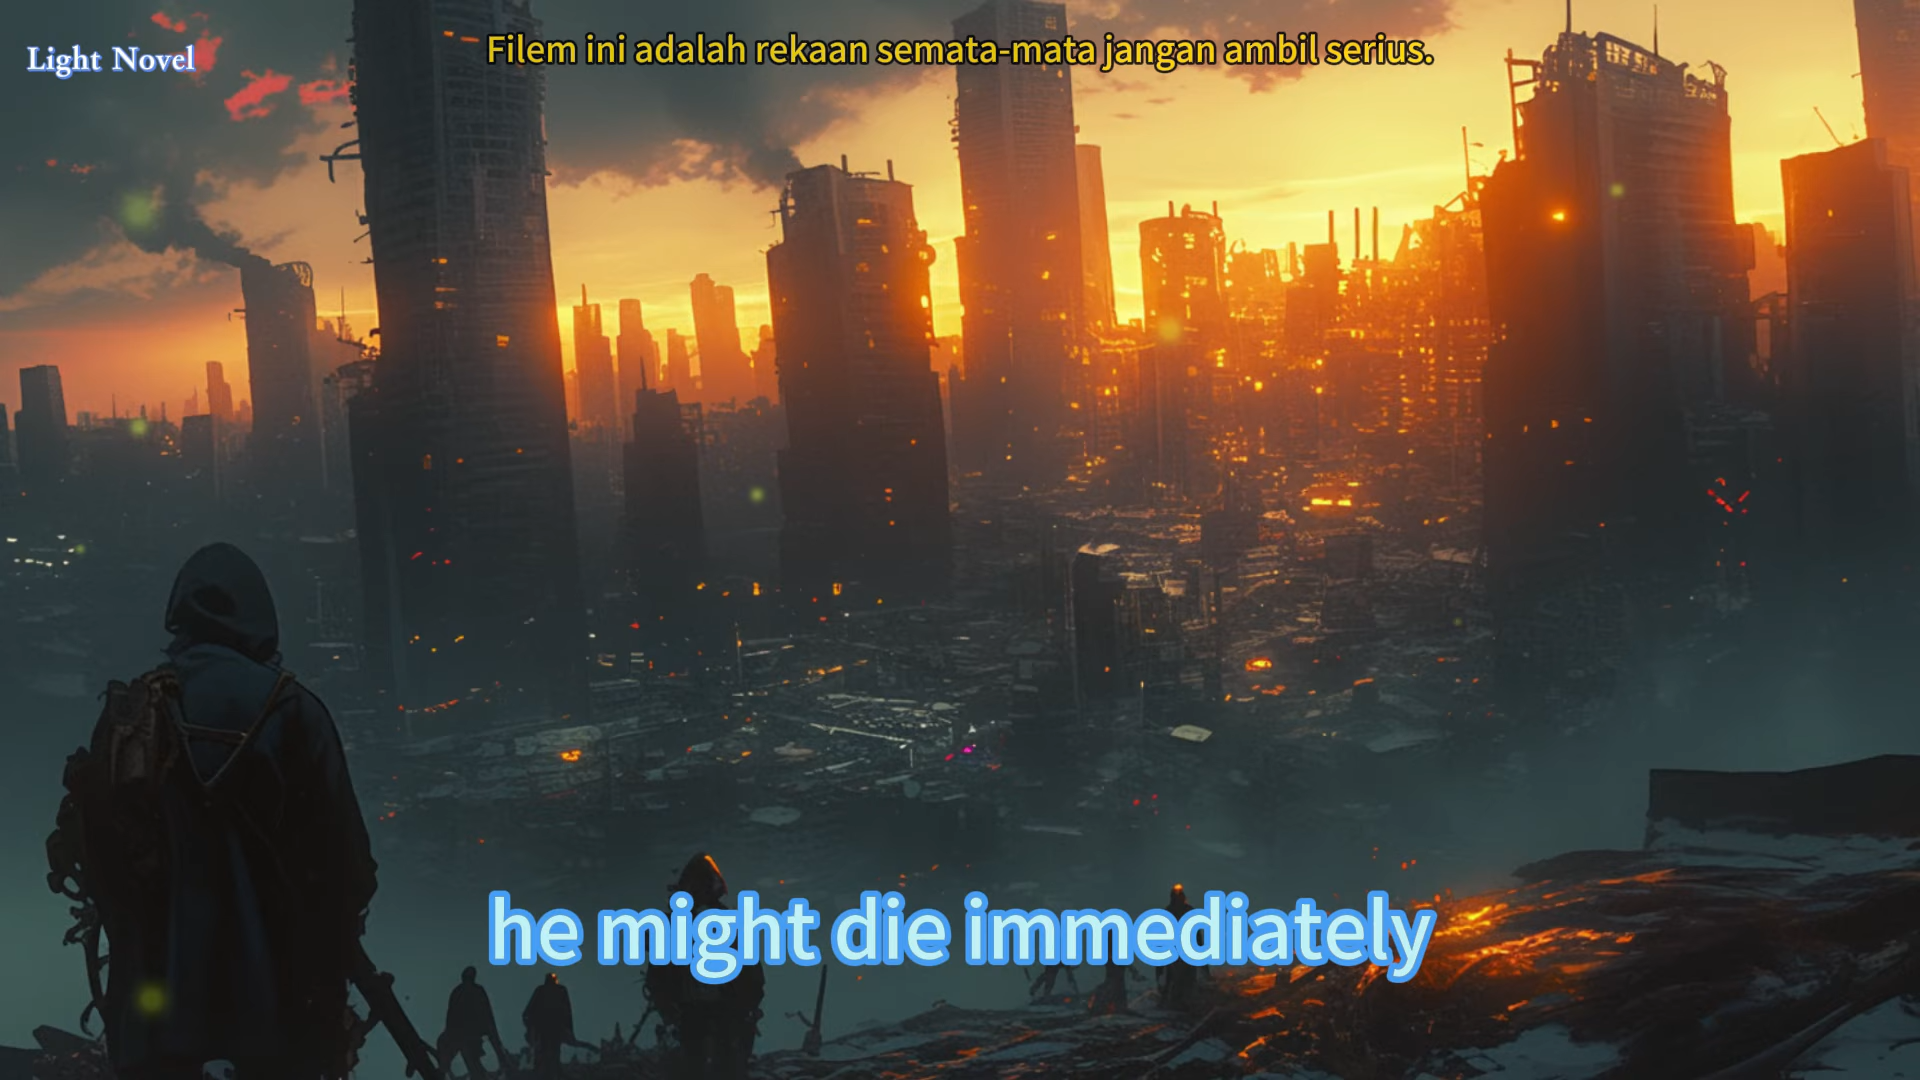 Light Novel
Filem ini adalah rekaan semata-mata jangan ambil serius.
he might die immediately